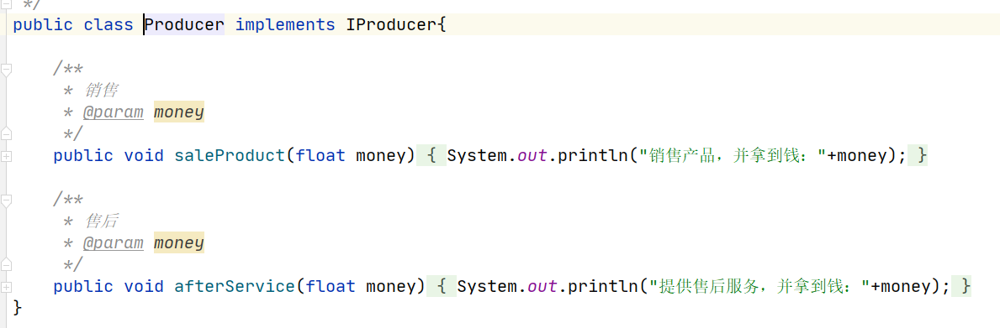 */
public class Producer implements IProducer{
/**
* 销售
* @param money
*/
public void saleProduct(float money) { System.out.println("销售产品，并拿到钱："+money); }
/**
* 售后
* @param money
*/
public void afterService(float money) { System.out.println("提供售后服务，并拿到钱："+money); }
}